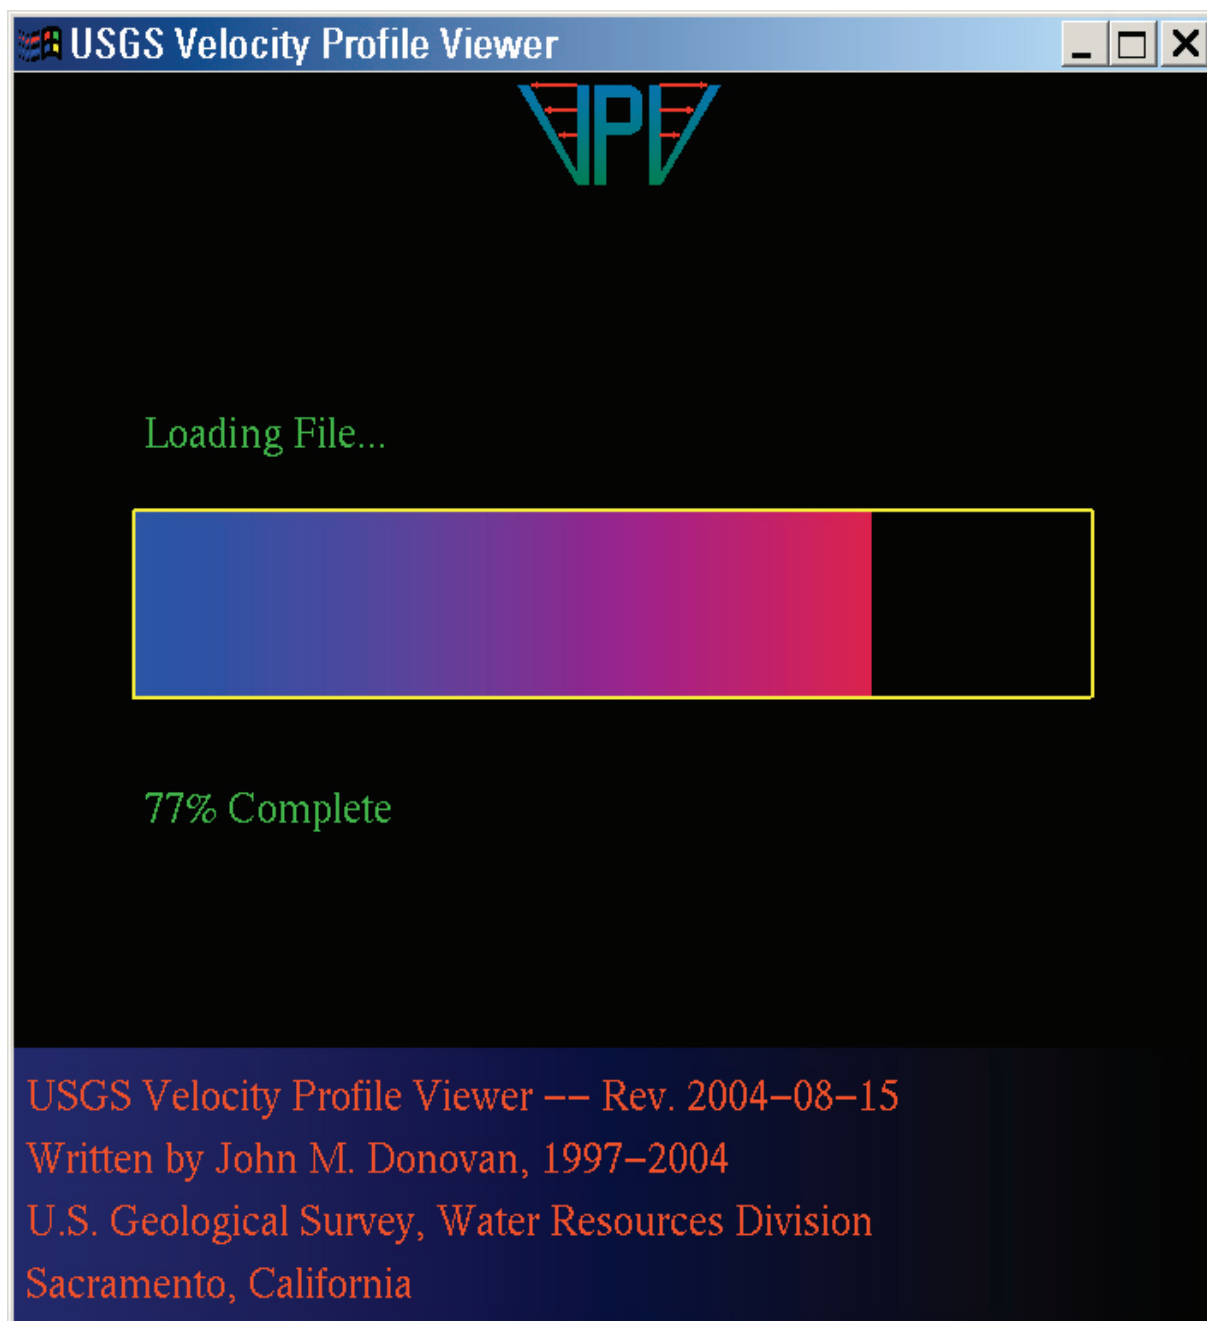 USGS Velocity Profile Viewer
VPV
Loading File...
77% Complete
USGS Velocity Profile Viewer -- Rev. 2004-08-15
Written by John M. Donovan, 1997-2004
U.S. Geological Survey, Water Resources Division
Sacramento, California